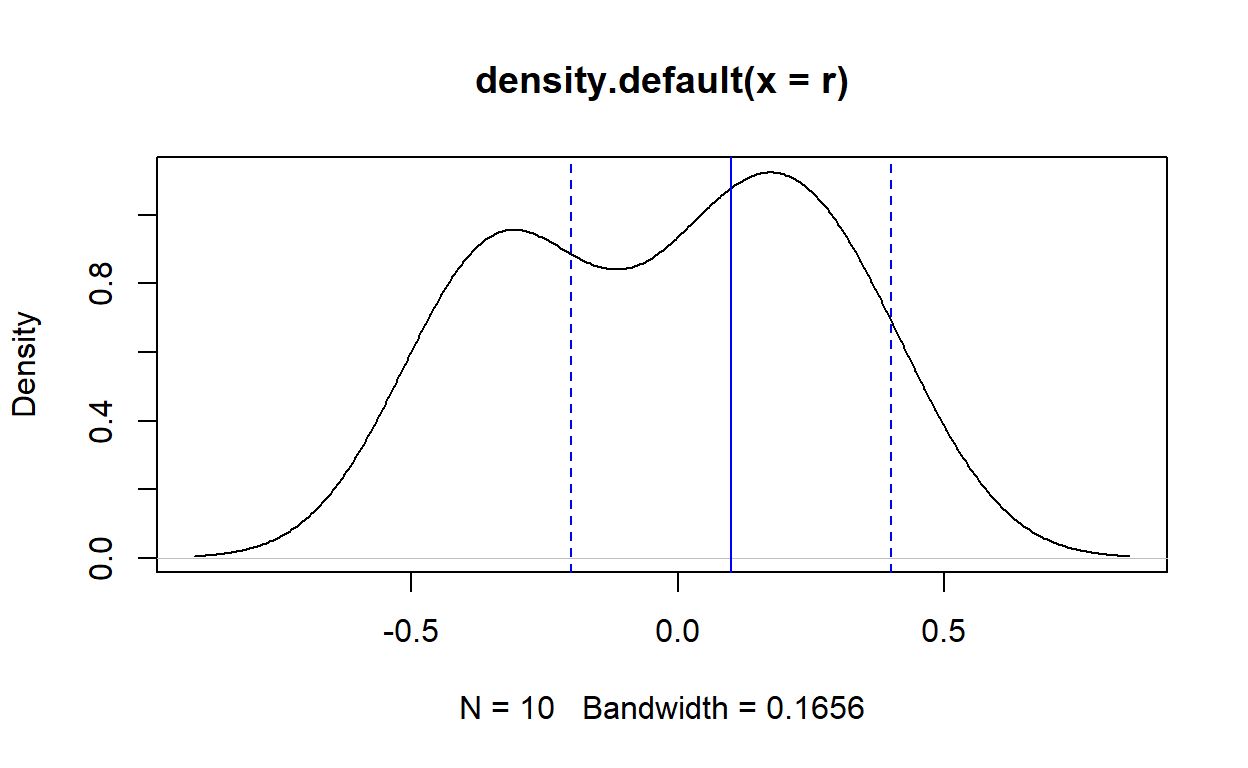 density.default(x = r)
Density
0.8
0.4
0.0
-0.5 0.0 0.5
N = 10 Bandwidth = 0.1656